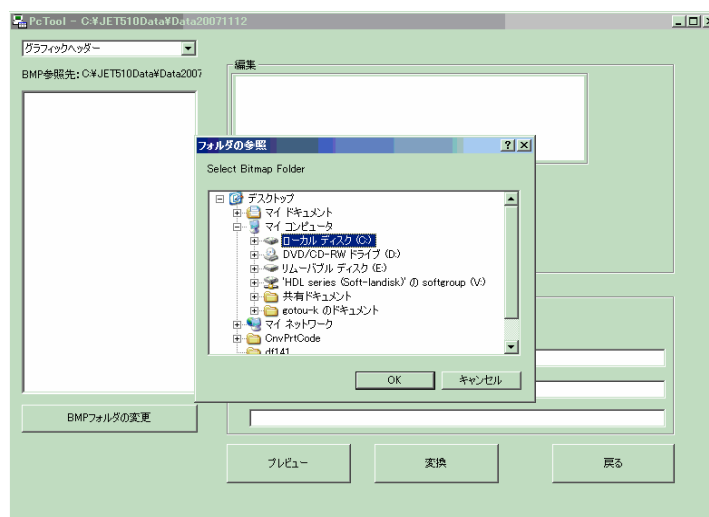 PcTool - C:¥JET510Data¥Data20071112
グラフィックヘッダー
BMP参照先: C:¥JET510Data¥Data2007
編集
フォルダの参照
Select Bitmap Folder
デスクトップ
マイ ドキュメント
マイ コンピュータ
ローカル ディスク (C:)
DVD/CD-RW ドライブ (D:)
リムーバブル ディスク (E:)
'HDL series (Soft-landisk)' の softgroup (V:)
共有ドキュメント
gotou-k のドキュメント
マイ ネットワーク
CnvPrtCode
df141
OK
キャンセル
BMPフォルダの変更
プレビュー
変換
戻る